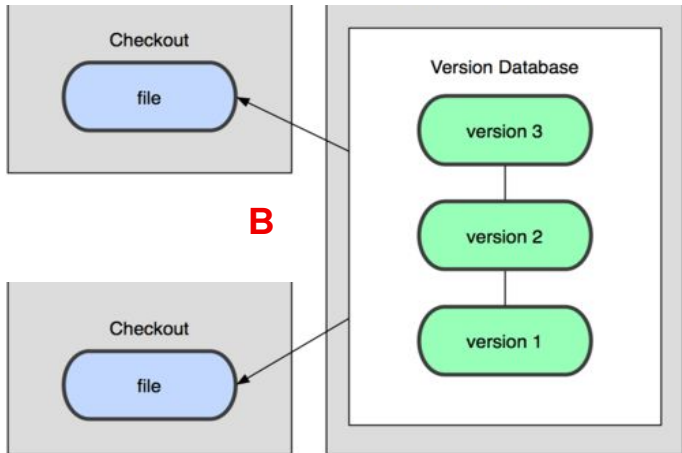 Checkout
file
B
Checkout
file
Version Database
version 3
version 2
version 1